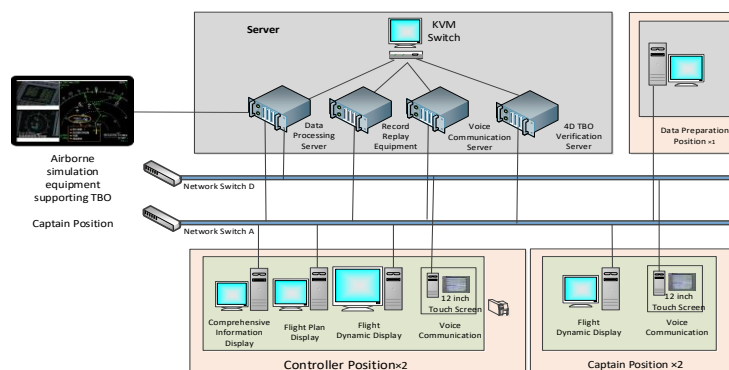 Server
KVM
Switch
Data
Processing
Server
Record
Replay
Equipment
Voice
Communication
Server
4D TBO
Verification
Server
Data Preparation
Position ×1
Airborne
simulation
equipment
supporting TBO
Captain Position
Network Switch D
Network Switch A
Comprehensive
Information
Display
Flight Plan
Display
Flight
Dynamic Display
12 inch
Touch Screen
Voice
Communication
Controller Position×2
Flight
Dynamic Display
12 inch
Touch Screen
Voice
Communication
Captain Position ×2